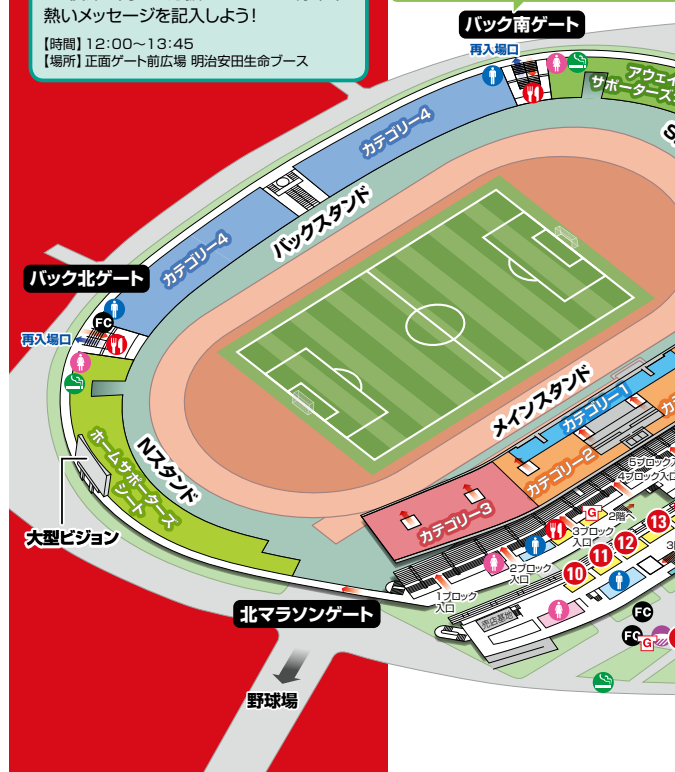 熱いメッセージを記入しよう!
【時間】12:00～13:45
【場所】正面ゲート前広場 明治安田生命ブース
バック南ゲート
再入場口
アウェイ
サポーターズ
カテゴリー4
バックスタンド
カテゴリー4
バック北ゲート
FC
再入場口
メインスタンド
カテゴリー1
カテゴリー2
カテゴリー3
Nスタンド
ホームサポーターズ
シート
大型ビジョン
5ブロック入
4ブロック入口
G
2階へ
3ブロック
入口
13
12
11
10
2ブロック
入口
1ブロック
入口
北マラソンゲート
売店基地
FC
FC
G
野球場